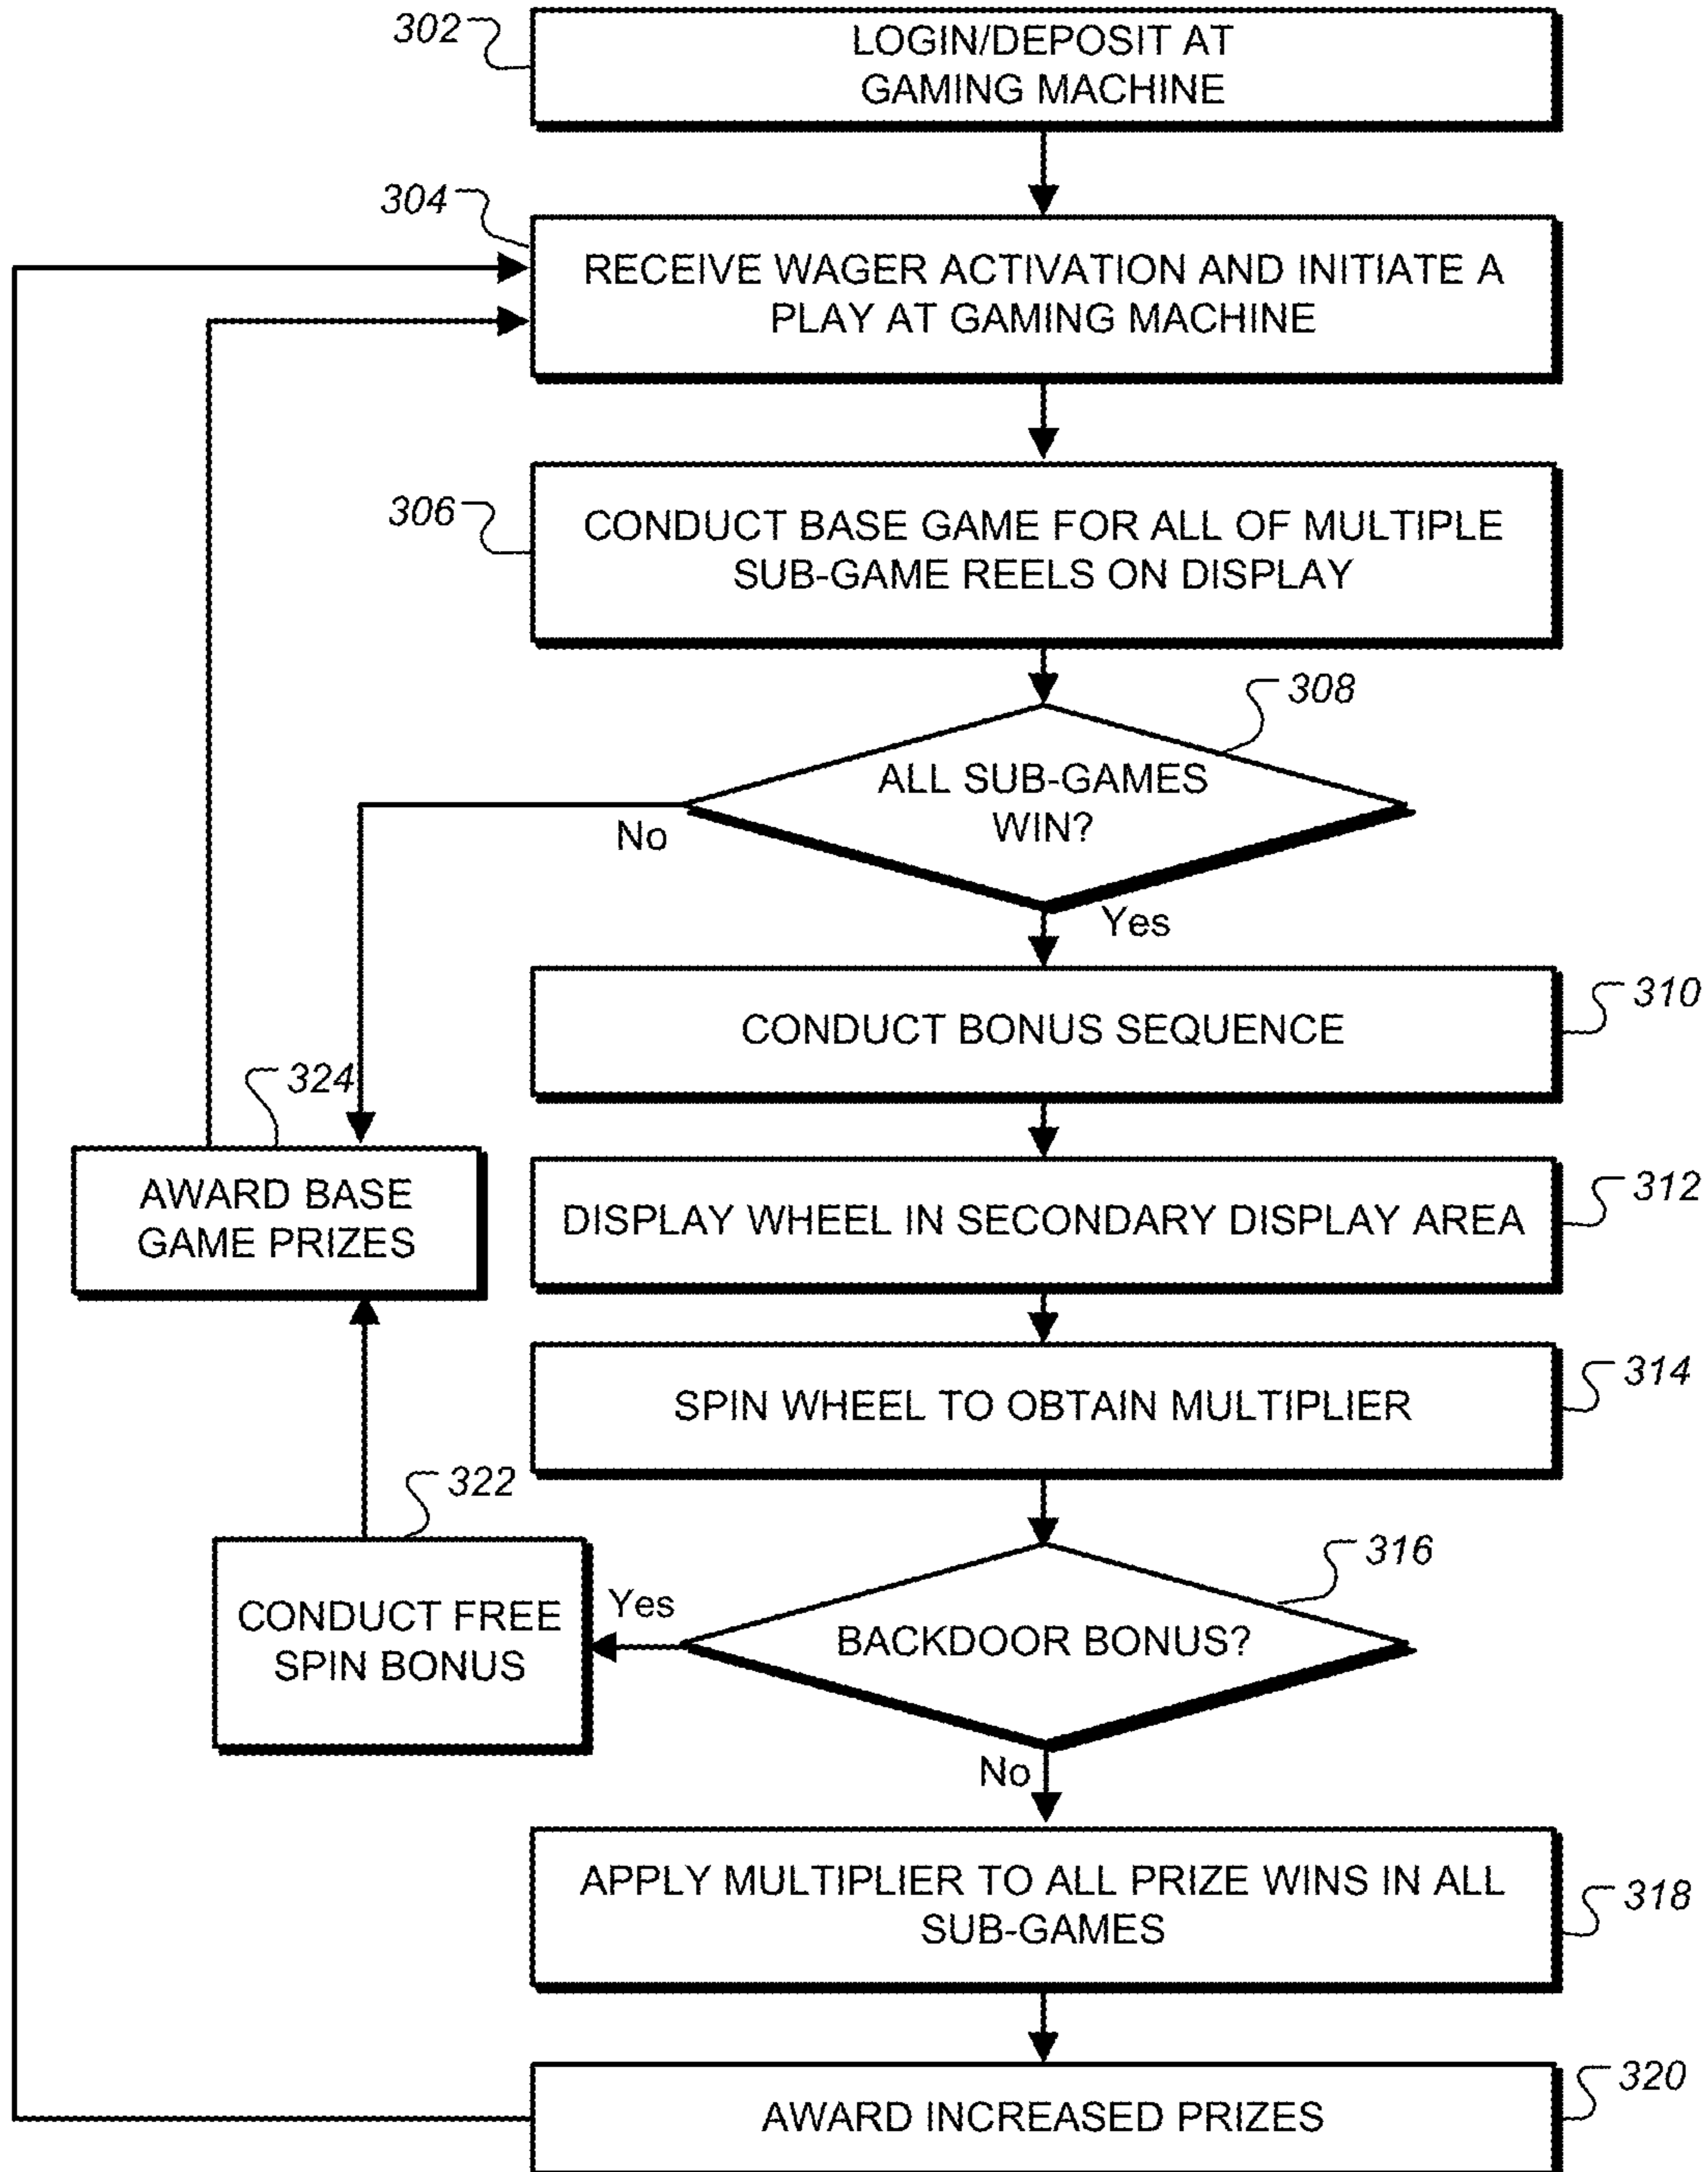 302
LOGIN/DEPOSIT AT
GAMING MACHINE
304
RECEIVE WAGER ACTIVATION AND INITIATE A
PLAY AT GAMING MACHINE
306
CONDUCT BASE GAME FOR ALL OF MULTIPLE
SUB-GAME REELS ON DISPLAY
308
ALL SUB-GAMES
WIN?
No
Yes
310
CONDUCT BONUS SEQUENCE
324
AWARD BASE
GAME PRIZES
312
DISPLAY WHEEL IN SECONDARY DISPLAY AREA
314
SPIN WHEEL TO OBTAIN MULTIPLIER
322
CONDUCT FREE
SPIN BONUS
Yes
316
BACKDOOR BONUS?
No
318
APPLY MULTIPLIER TO ALL PRIZE WINS IN ALL
SUB-GAMES
320
AWARD INCREASED PRIZES